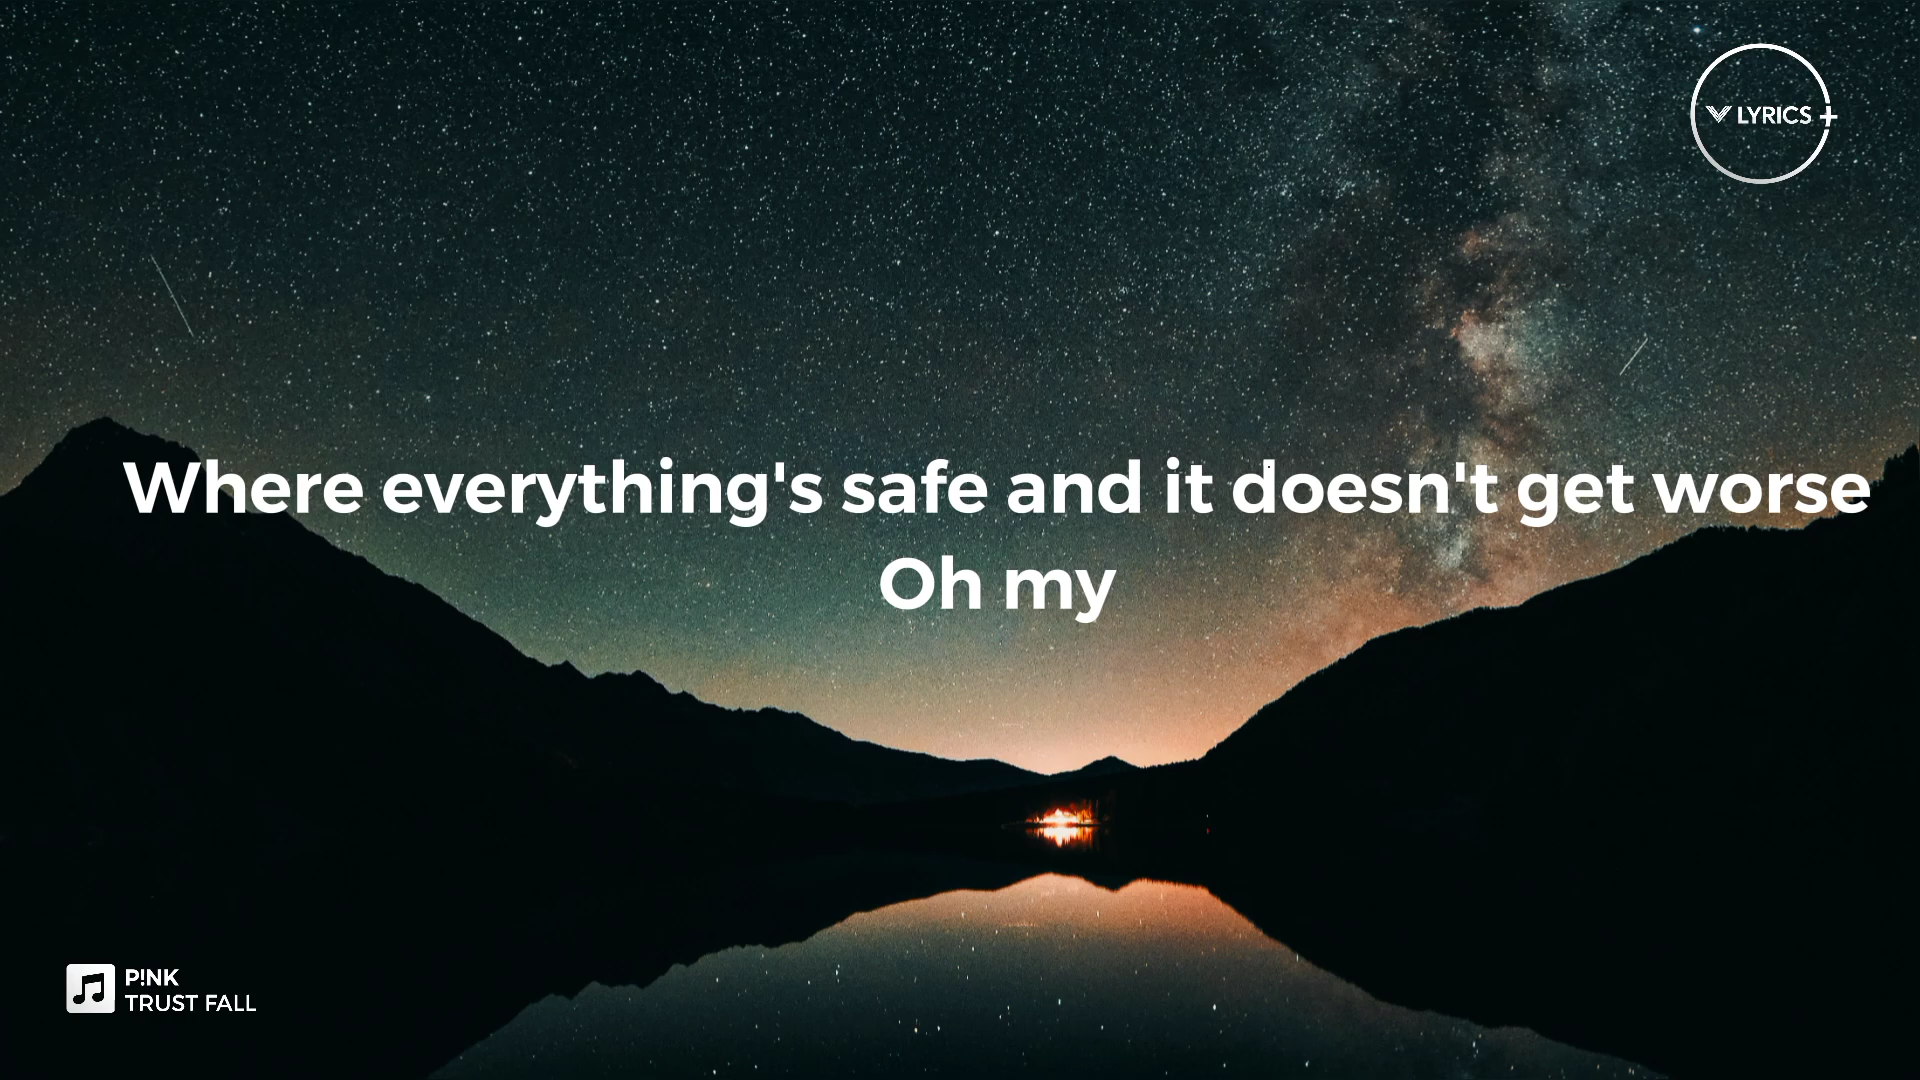 LYRICS +
Where everything's safe and it doesn't get worse
Oh my
P!NK
TRUST FALL